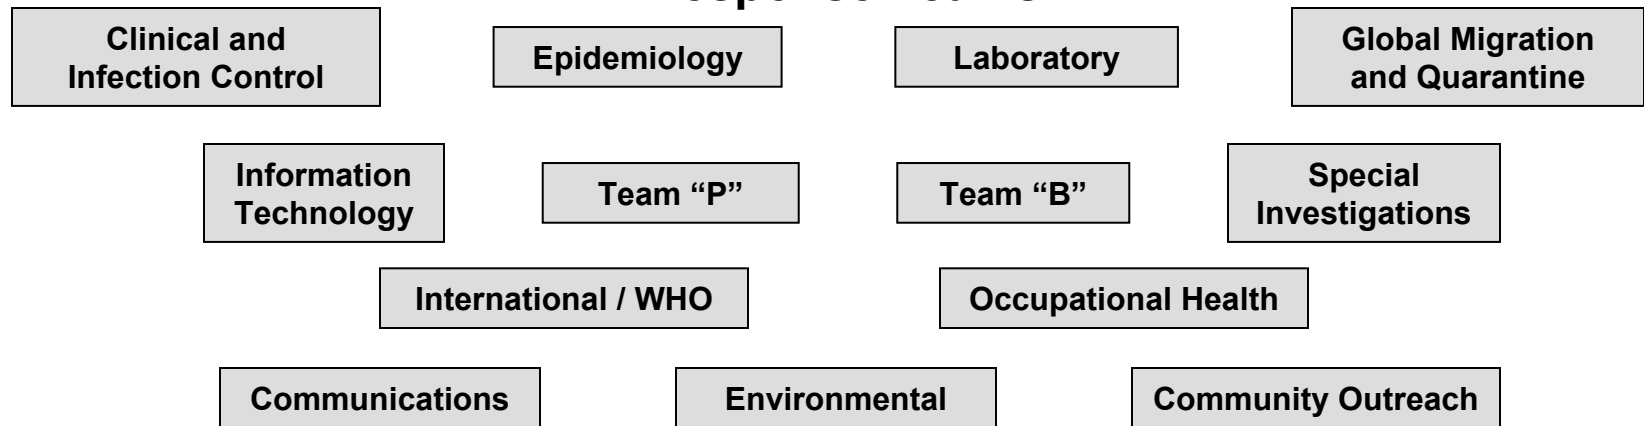 Clinical and
Infection Control
Epidemiology
Laboratory
Global Migration
and Quarantine
Information
Technology
Team “P”
Team “B”
Special
Investigations
International / WHO
Occupational Health
Communications
Environmental
Community Outreach